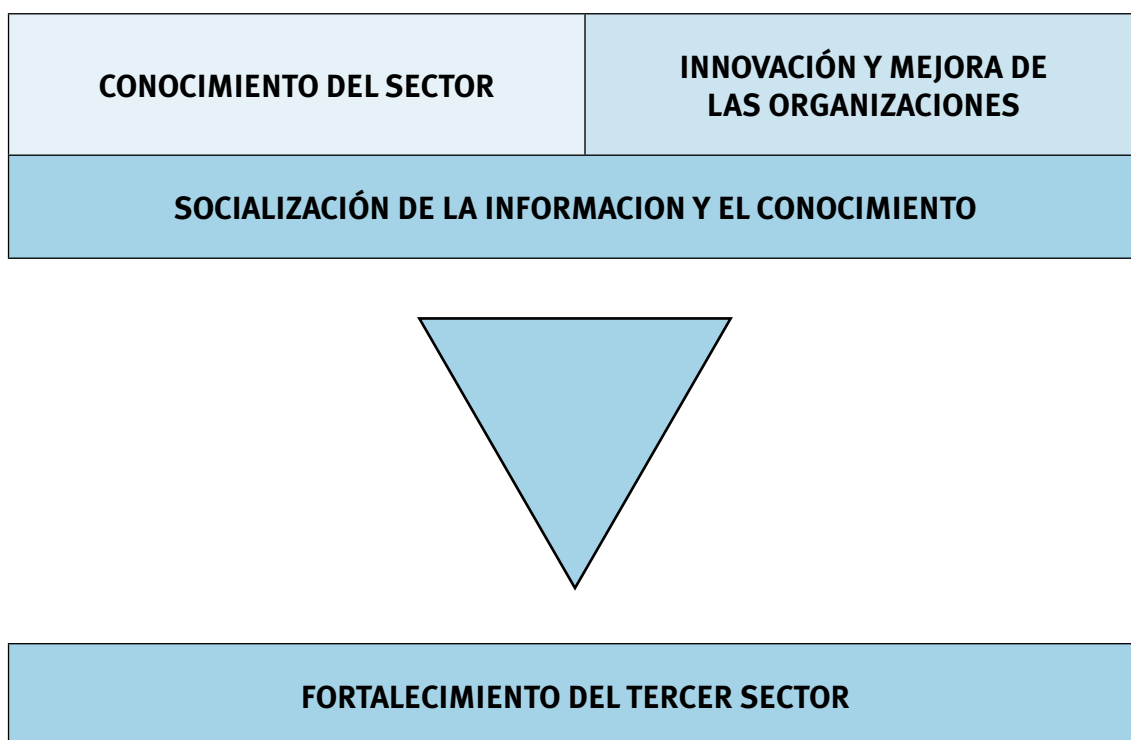 CONOCIMIENTO DEL SECTOR
INNOVACIÓN Y MEJORA DE
LAS ORGANIZACIONES
SOCIALIZACIÓN DE LA INFORMACION Y EL CONOCIMIENTO
FORTALECIMIENTO DEL TERCER SECTOR